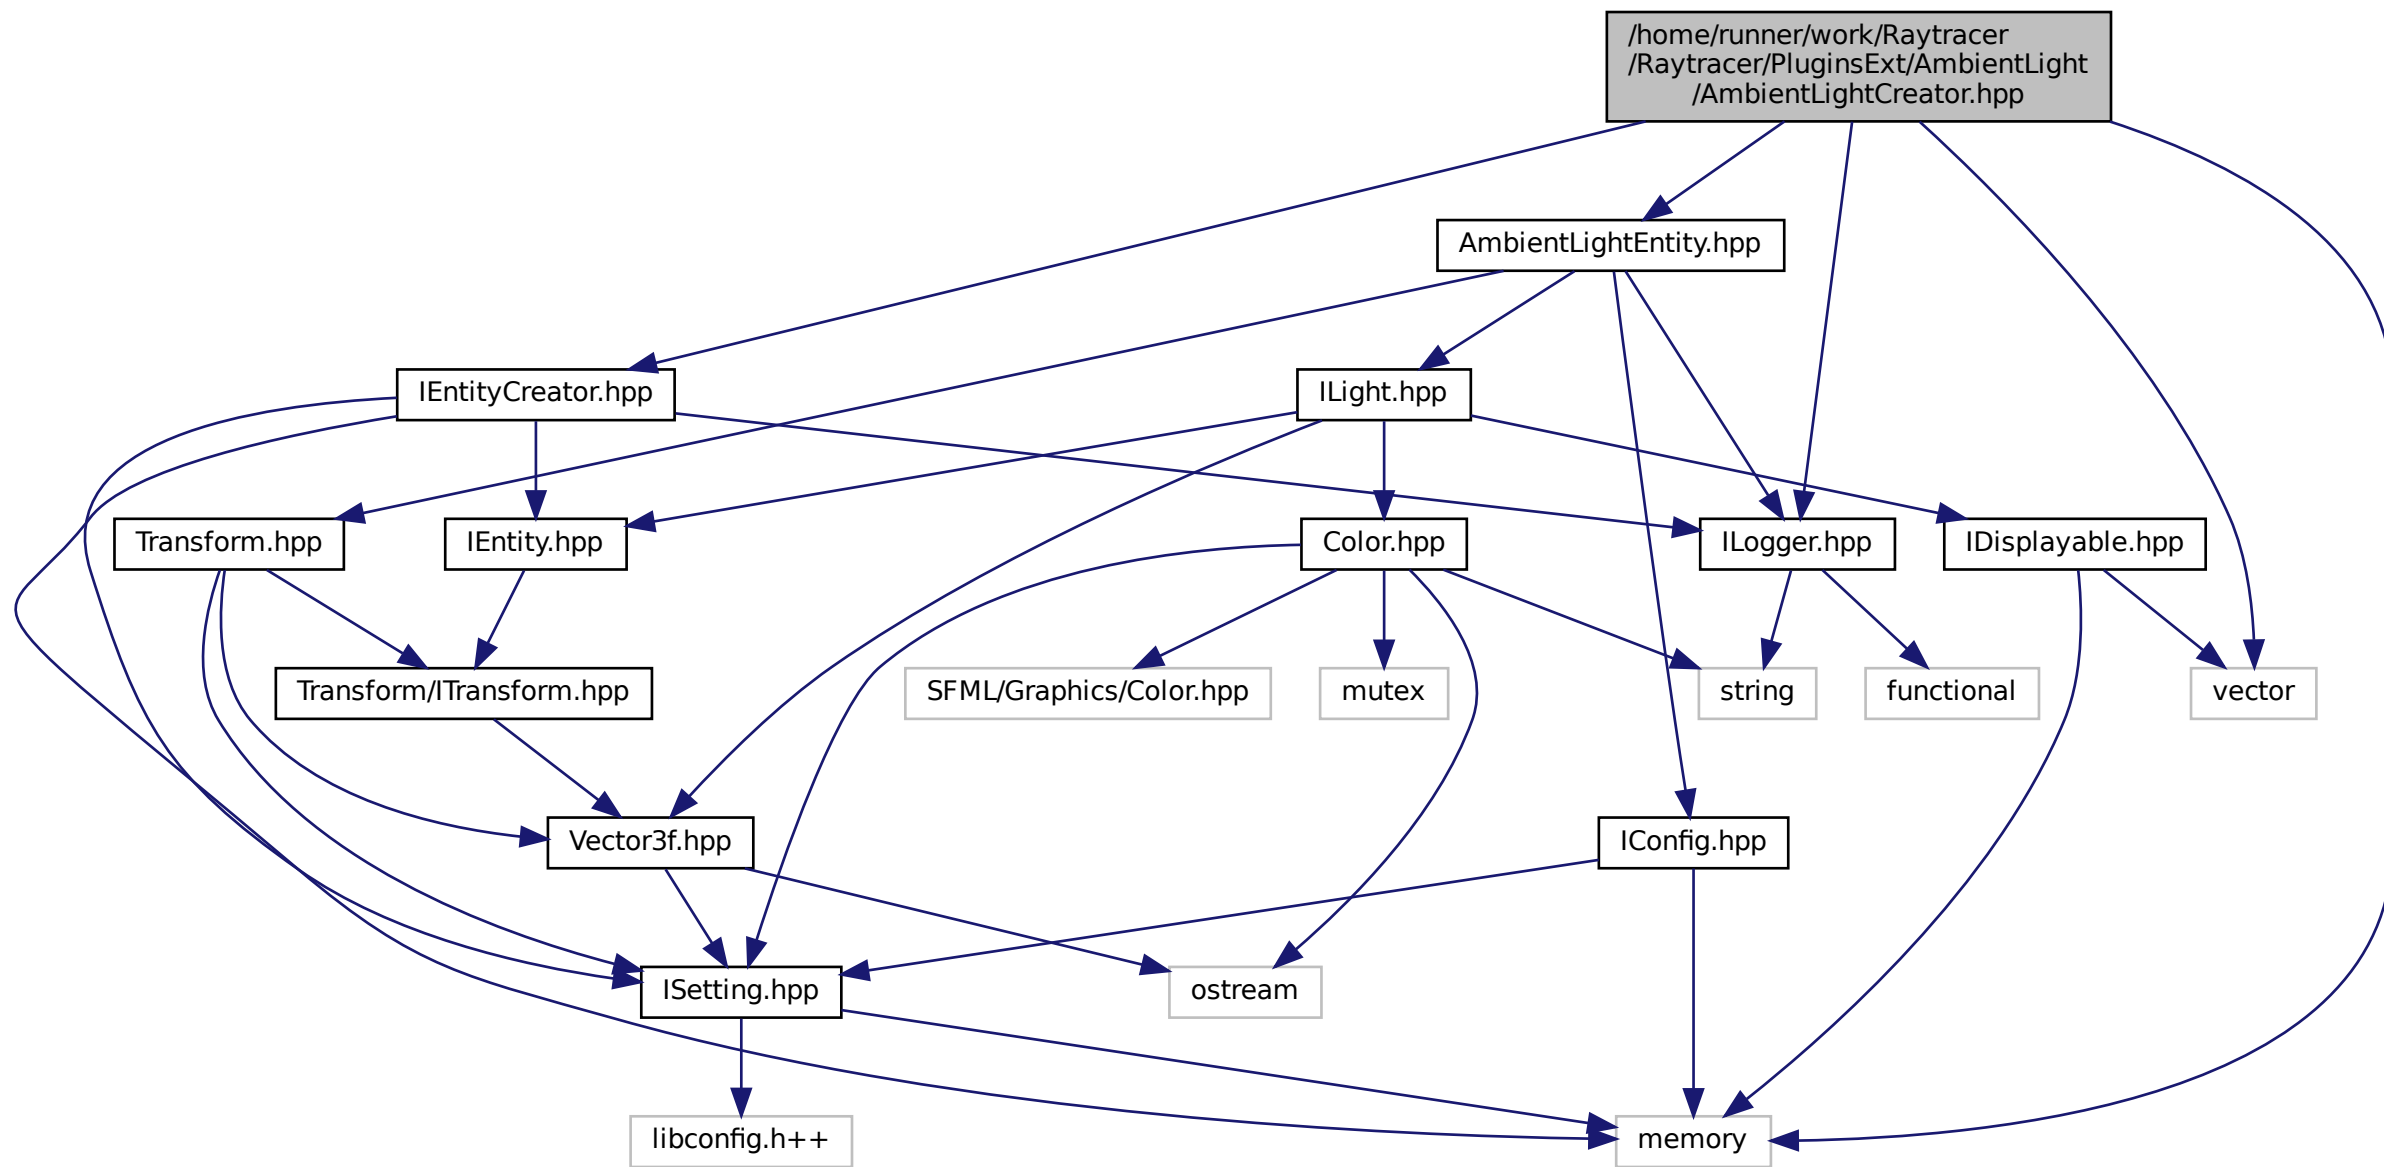 /home/runner/work/Raytracer
/Raytracer/PluginsExt/AmbientLight
/AmbientLightCreator.hpp
AmbientLightEntity.hpp
IEntityCreator.hpp
ILight.hpp
Transform.hpp
IEntity.hpp
Color.hpp
ILogger.hpp
IDisplayable.hpp
Transform/ITransform.hpp
SFML/Graphics/Color.hpp
mutex
string
functional
vector
Vector3f.hpp
IConfig.hpp
ISetting.hpp
ostream
libconfig.h++
memory